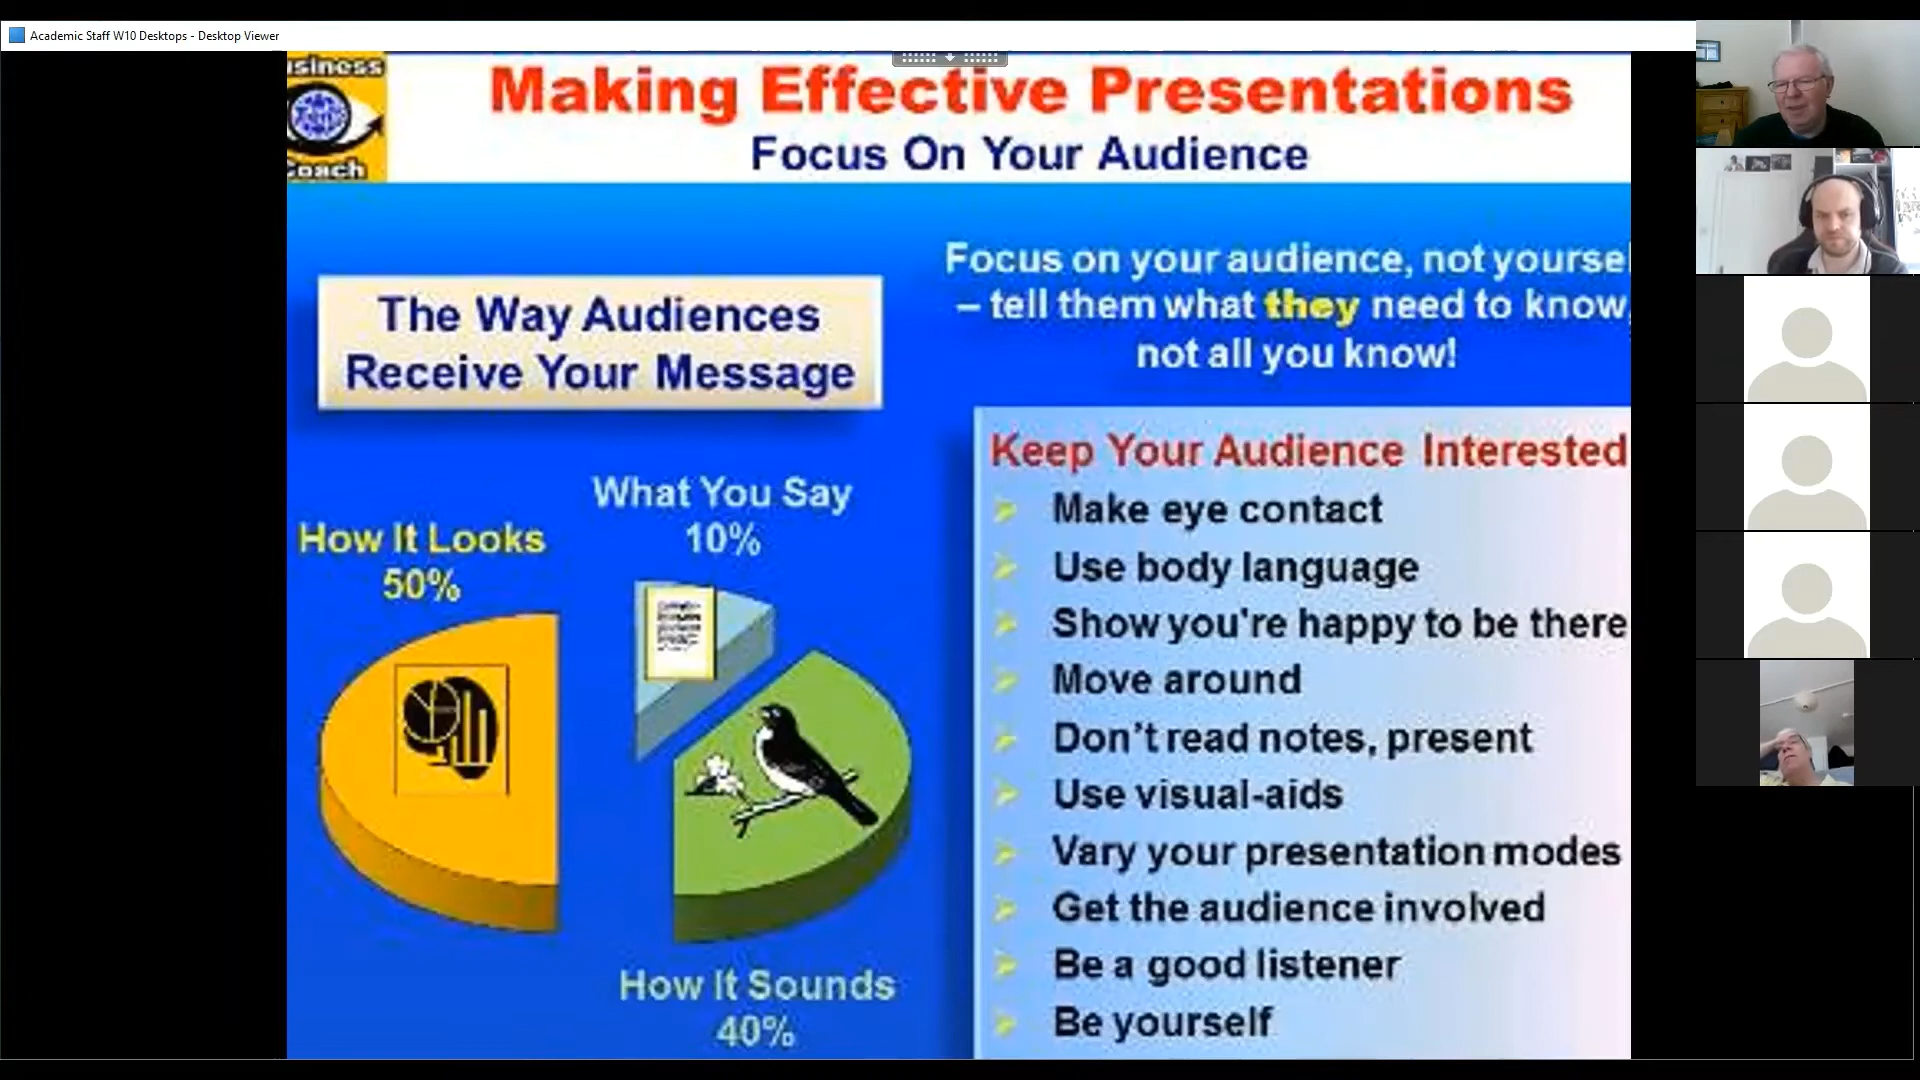 Academic Staff W10 Desktops - Desktop Viewer
siness
Coach
Making Effective Presentations
Focus On Your Audience
The Way Audiences
Receive Your Message
Focus on your audience, not yoursel
– tell them what they need to know,
not all you know!
What You Say
10%
How It Looks
50%
How It Sounds
40%
Keep Your Audience Interested
Make eye contact
Use body language
Show you're happy to be there
Move around
Don't read notes, present
Use visual-aids
Vary your presentation modes
Get the audience involved
Be a good listener
Be yourself